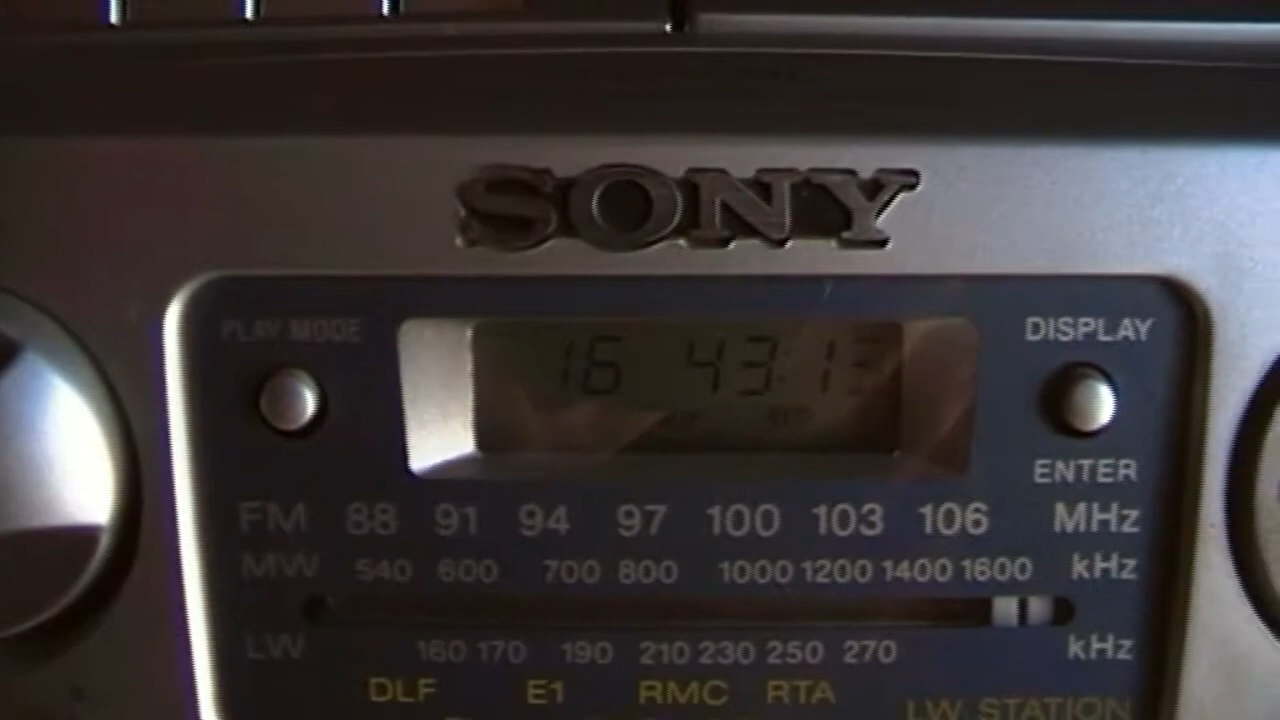 SONY
PLAY MODE
DISPLAY
16 43:13
ENTER
FM 88 91 94 97 100 103 106 MHz
MW 540 600 700 800 1000 1200 1400 1600 kHz
LW 160 170 190 210 230 250 270 kHz
DLF E1 RMC RTA
LW STATION